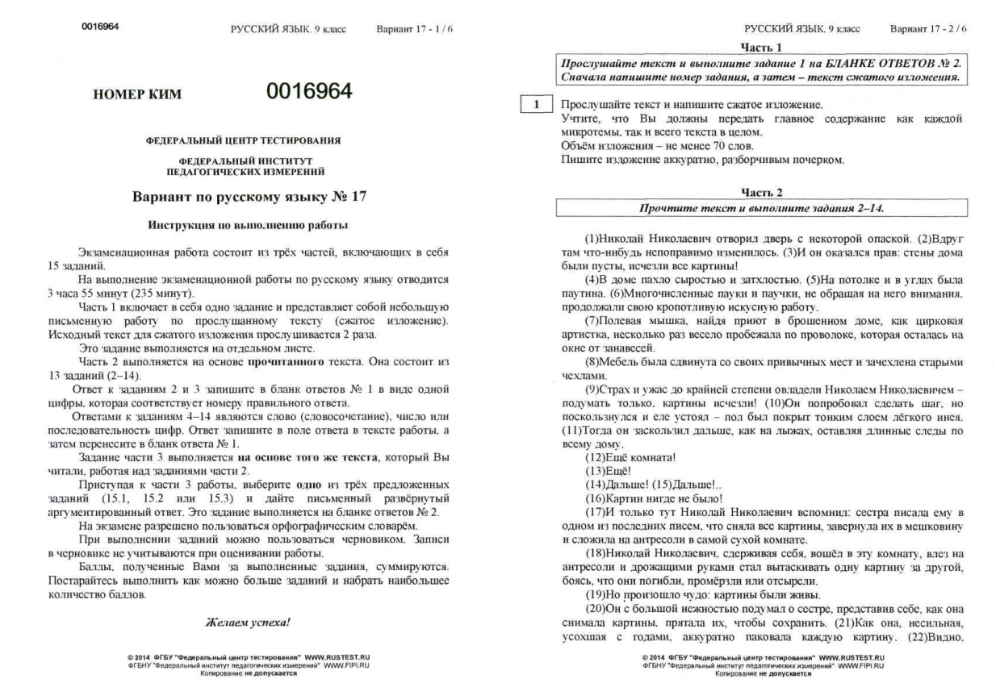 0016964
РУССКИЙ ЯЗЫК. 9 класс Вариант 17 - 1 / 6
НОМЕР КИМ 0016964
ФЕДЕРАЛЬНЫЙ ЦЕНТР ТЕСТИРОВАНИЯ
ФЕДЕРАЛЬНЫЙ ИНСТИТУТ
ПЕДАГОГИЧЕСКИХ ИЗМЕРЕНИЙ
Вариант по русскому языку № 17
Инструкция по выполнению работы
Экзаменационная работа состоит из трёх частей, включающих в себя
15 заданий.
На выполнение экзаменационной работы по русскому языку отводится
3 часа 55 минут (235 минут).
Часть 1 включает в себя одно задание и представляет собой небольшую
письменную работу по прослушанному тексту (сжатое изложение).
Исходный текст для сжатого изложения прослушивается 2 раза.
Это задание выполняется на отдельном листе.
Часть 2 выполняется на основе прочитанного текста. Она состоит из
13 заданий (2–14).
Ответ к заданиям 2 и 3 запишите в бланк ответов № 1 в виде одной
цифры, которая соответствует номеру правильного ответа.
Ответами к заданиям 4–14 являются слово (словосочетание), число или
последовательность цифр. Ответ запишите в поле ответа в тексте работы, а
затем перенесите в бланк ответа № 1.
Задание части 3 выполняется на основе того же текста, который Вы
читали, работая над заданиями части 2.
Приступая к части 3 работы, выберите одно из трёх предложенных
заданий (15.1, 15.2 или 15.3) и дайте письменный развёрнутый
аргументированный ответ. Это задание выполняется на бланке ответов № 2.
На экзамене разрешено пользоваться орфографическим словарём.
При выполнении заданий можно пользоваться черновиком. Записи
в черновике не учитываются при оценивании работы.
Баллы, полученные Вами за выполненные задания, суммируются.
Постарайтесь выполнить как можно больше заданий и набрать наибольшее
количество баллов.
Желаем успеха!
© 2014 ФГБУ "Федеральный центр тестирования" WWW.RUSTEST.RU
ФГБНУ "Федеральный институт педагогических измерений" WWW.FIPI.RU
Копирование не допускается
РУССКИЙ ЯЗЫК. 9 класс Вариант 17 - 2 / 6
Часть 1
Прослушайте текст и выполните задание 1 на БЛАНКЕ ОТВЕТОВ № 2.
Сначала напишите номер задания, а затем – текст сжатого изложения.
1 Прослушайте текст и напишите сжатое изложение.
Учтите, что Вы должны передать главное содержание как каждой
микротемы, так и всего текста в целом.
Объём изложения – не менее 70 слов.
Пишите изложение аккуратно, разборчивым почерком.
Часть 2
Прочтите текст и выполните задания 2–14.
(1)Николай Николаевич отворил дверь с некоторой опаской. (2)Вдруг
там что-нибудь непоправимо изменилось. (3)И он оказался прав: стены дома
были пусты, исчезли все картины!
(4)В доме пахло сыростью и затхлостью. (5)На потолке и в углах была
паутина. (6)Многочисленные пауки и паучки, не обращая на него внимания,
продолжали свою кропотливую искусную работу.
(7)Полевая мышка, найдя приют в брошенном доме, как цирковая
артистка, несколько раз весело пробежала по проволоке, которая осталась на
окне от занавесей.
(8)Мебель была сдвинута со своих привычных мест и зачехлена старыми
чехлами.
(9)Страх и ужас до крайней степени овладели Николаем Николаевичем –
подумать только, картины исчезли! (10)Он попробовал сделать шаг, но
поскользнулся и еле устоял – пол был покрыт тонким слоем лёгкого инея.
(11)Тогда он заскользил дальше, как на лыжах, оставляя длинные следы по
всему дому.
(12)Ещё комната!
(13)Ещё!
(14)Дальше! (15)Дальше!..
(16)Картин нигде не было!
(17)И только тут Николай Николаевич вспомнил: сестра писала ему в
одном из последних писем, что сняла все картины, завернула их в мешковину
и сложила на антресоли в самой сухой комнате.
(18)Николай Николаевич, сдерживая себя, вошёл в эту комнату, влез на
антресоли и дрожащими руками стал вытаскивать одну картину за другой,
боясь, что они погибли, промёрзли или отсырели.
(19)Но произошло чудо: картины были живы.
(20)Он с большой нежностью подумал о сестре, представив себе, как она
снимала картины, прятала их, чтобы сохранить. (21)Как она, несильная,
усохшая с годами, аккуратно паковала каждую картину. (22)Видно,
© 2014 ФГБУ "Федеральный центр тестирования" WWW.RUSTEST.RU
ФГБНУ "Федеральный институт педагогических измерений" WWW.FIPI.RU
Копирование не допускается